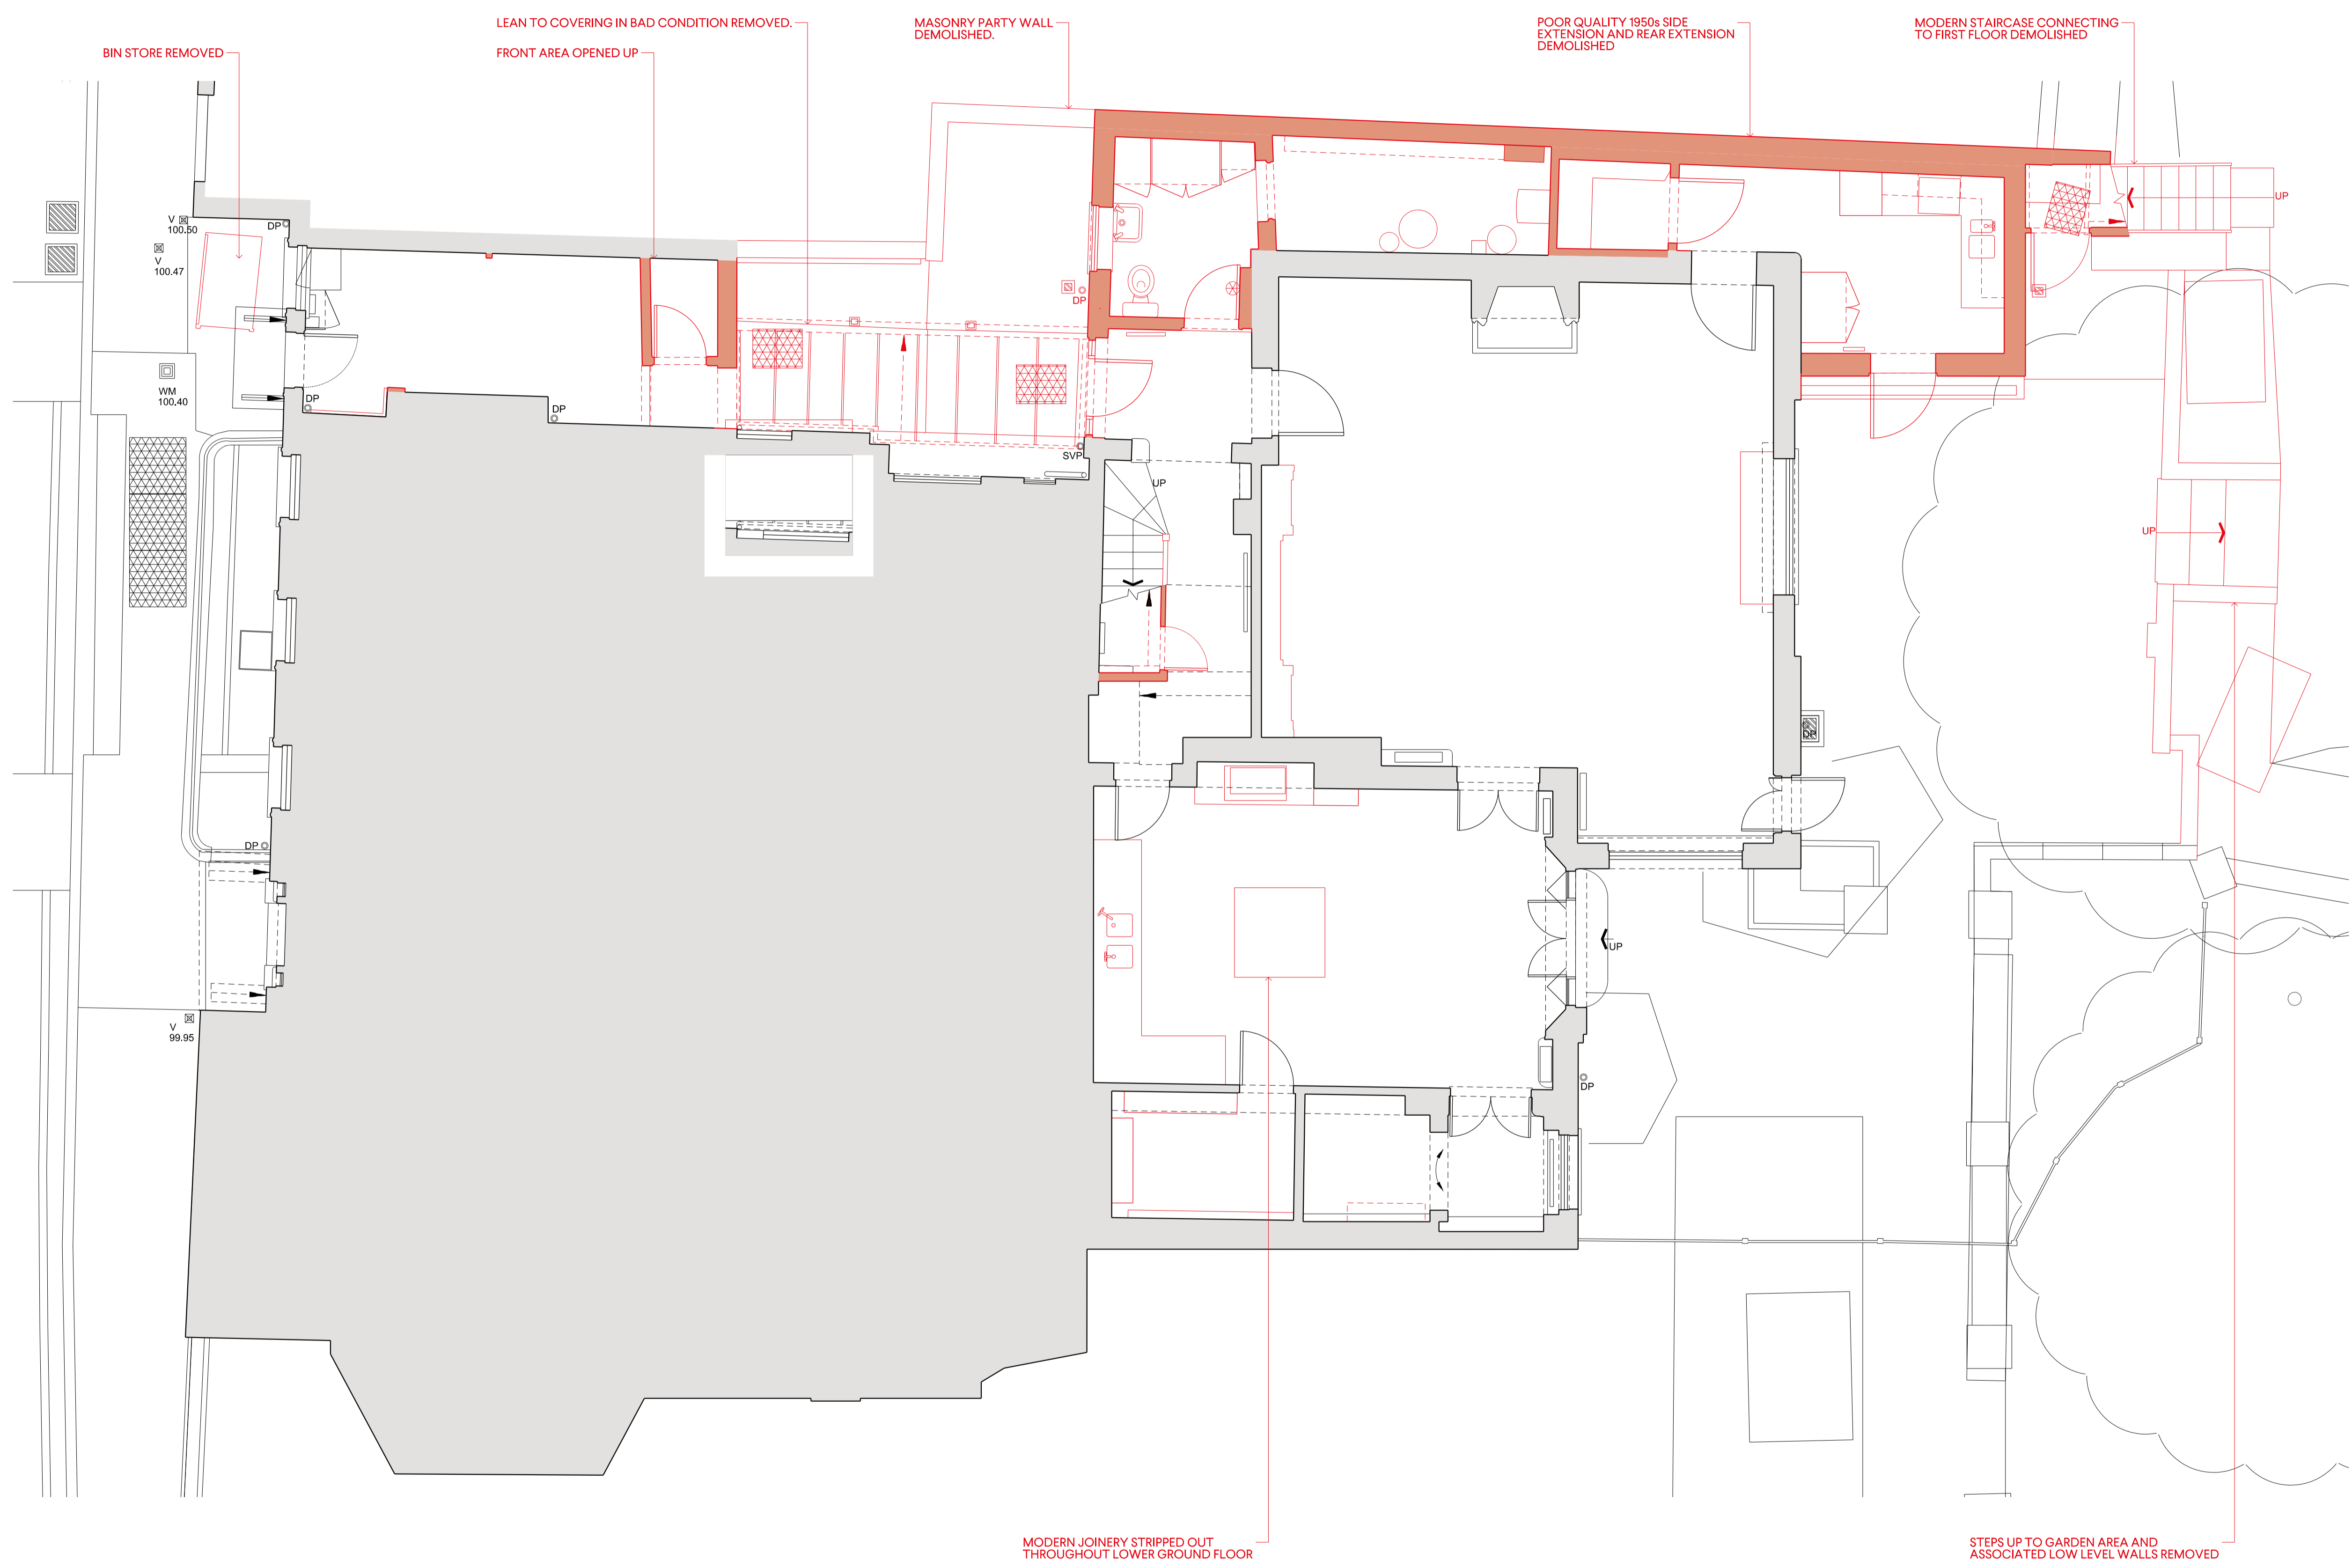 LEAN TO COVERING IN BAD CONDITION REMOVED.
MASONRY PARTY WALL
DEMOLISHED.
POOR QUALITY 1950s SIDE
EXTENSION AND REAR EXTENSION
DEMOLISHED
MODERN STAIRCASE CONNECTING
TO FIRST FLOOR DEMOLISHED
BIN STORE REMOVED
FRONT AREA OPENED UP
UP
V
100.50
DP
V
100.47
DP
WM
100.40
DP
DP
SVP
UP
UP
DP
DP
UP
V
99.95
DP
MODERN JOINERY STRIPPED OUT
THROUGHOUT LOWER GROUND FLOOR
STEPS UP TO GARDEN AREA AND
ASSOCIATED LOW LEVEL WALLS REMOVED